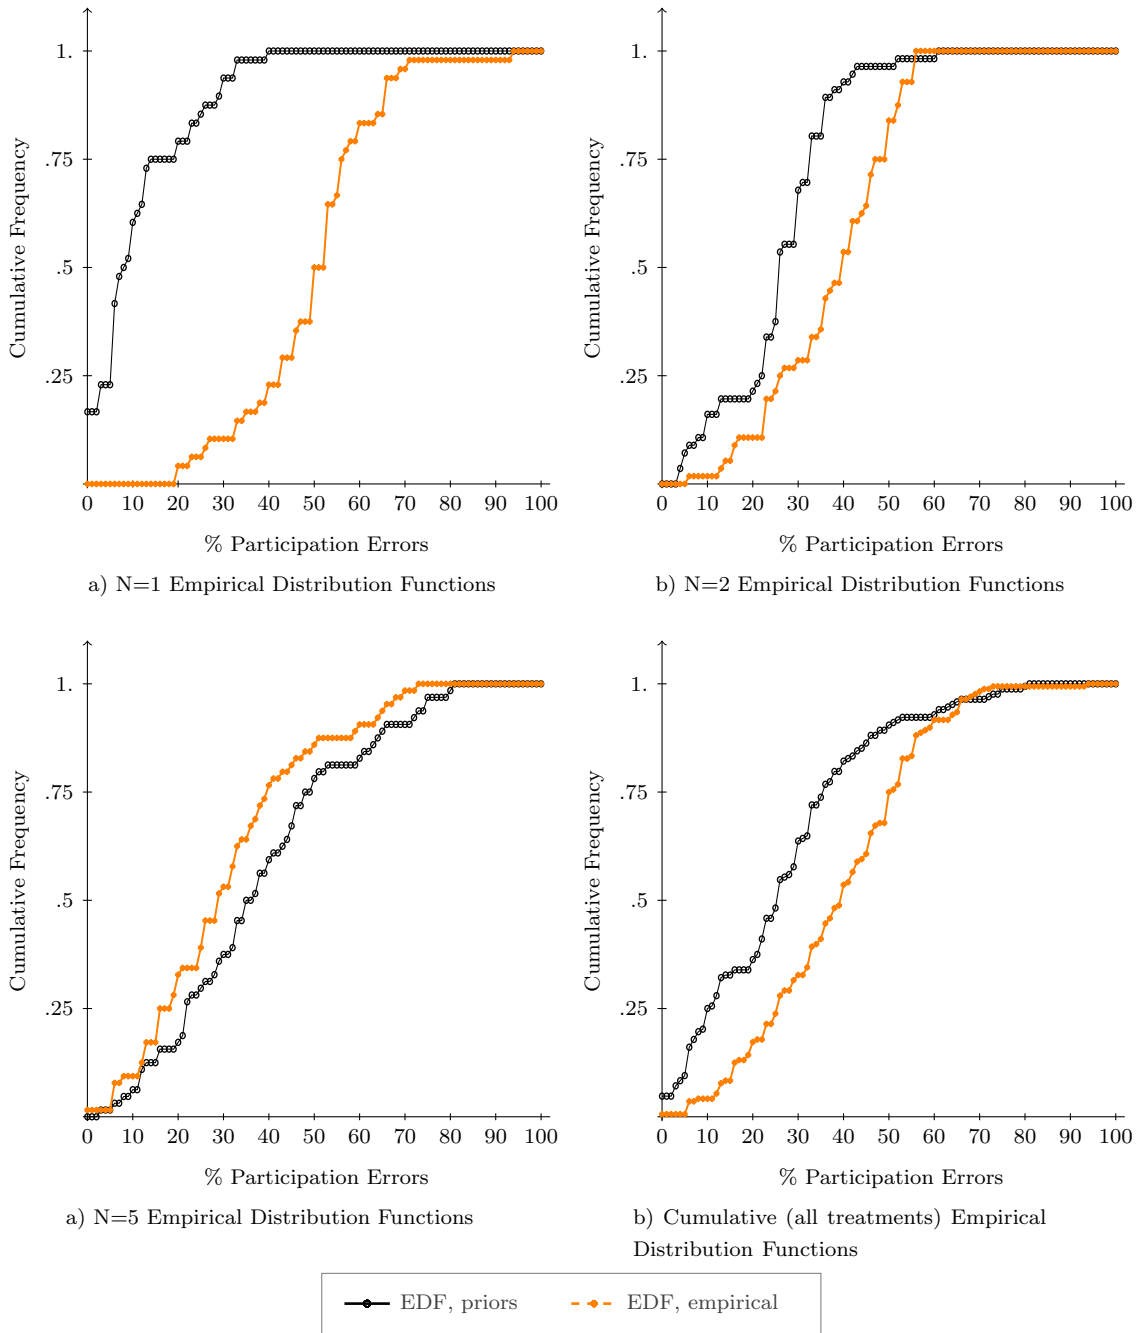 1.
.75
.5
.25
0 10 20 30 40 50 60 70 80 90 100
Cumulative Frequency
% Participation Errors
a) N=1 Empirical Distribution Functions
1.
.75
.5
.25
0 10 20 30 40 50 60 70 80 90 100
Cumulative Frequency
% Participation Errors
b) N=2 Empirical Distribution Functions
1.
.75
.5
.25
0 10 20 30 40 50 60 70 80 90 100
Cumulative Frequency
% Participation Errors
a) N=5 Empirical Distribution Functions
1.
.75
.5
.25
0 10 20 30 40 50 60 70 80 90 100
Cumulative Frequency
% Participation Errors
b) Cumulative (all treatments) Empirical
Distribution Functions
EDF, priors
EDF, empirical